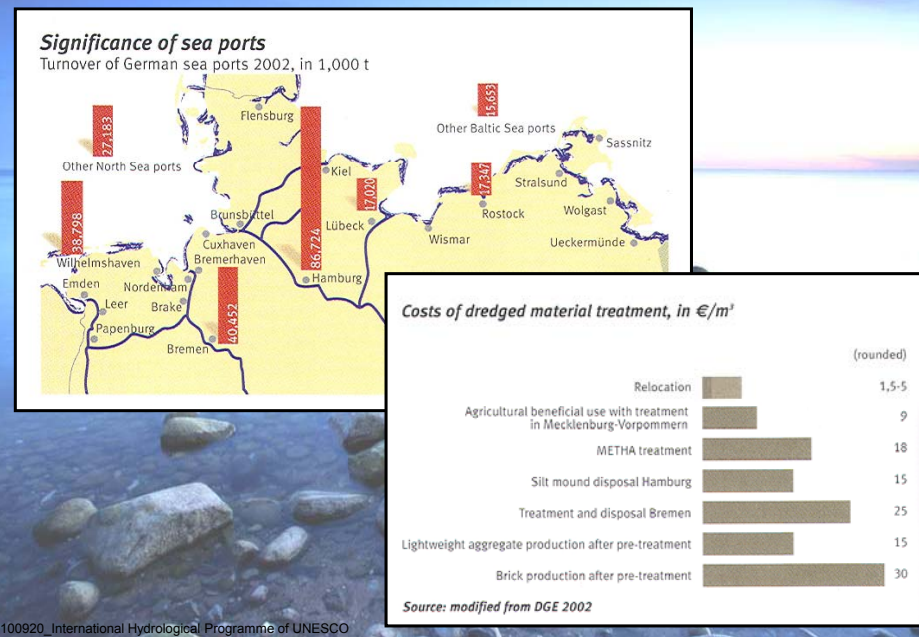 Significance of sea ports
Turnover of German sea ports 2002, in 1,000 t
15,653
27,183
Flensburg
Other Baltic Sea ports
Sassnitz
Other North Sea ports
Kiel
17,020
17,347
Stralsund
38,798
Brunsbüttel
Lübeck
Rostock
Wolgast
86,724
Cuxhaven
Wismar
Ueckermünde
Wilhelmshaven
Bremerhaven
Emden
Nordenham
Hamburg
Leer
Brake
40,452
Papenburg
Bremen
Costs of dredged material treatment, in €/m³
(rounded)
Relocation 1,5-5
Agricultural beneficial use with treatment
in Mecklenburg-Vorpommern 9
METHA treatment 18
Silt mound disposal Hamburg 15
Treatment and disposal Bremen 25
Lightweight aggregate production after pre-treatment 15
Brick production after pre-treatment 30
Source: modified from DGE 2002
100920_International Hydrological Programme of UNESCO